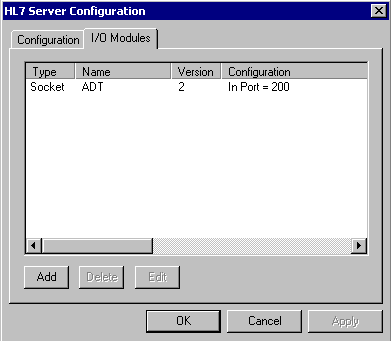 HL7 Server Configuration
Configuration I/O Modules
Type Name Version Configuration
Socket ADT 2 In Port = 200
Add Delete Edit
OK Cancel Apply